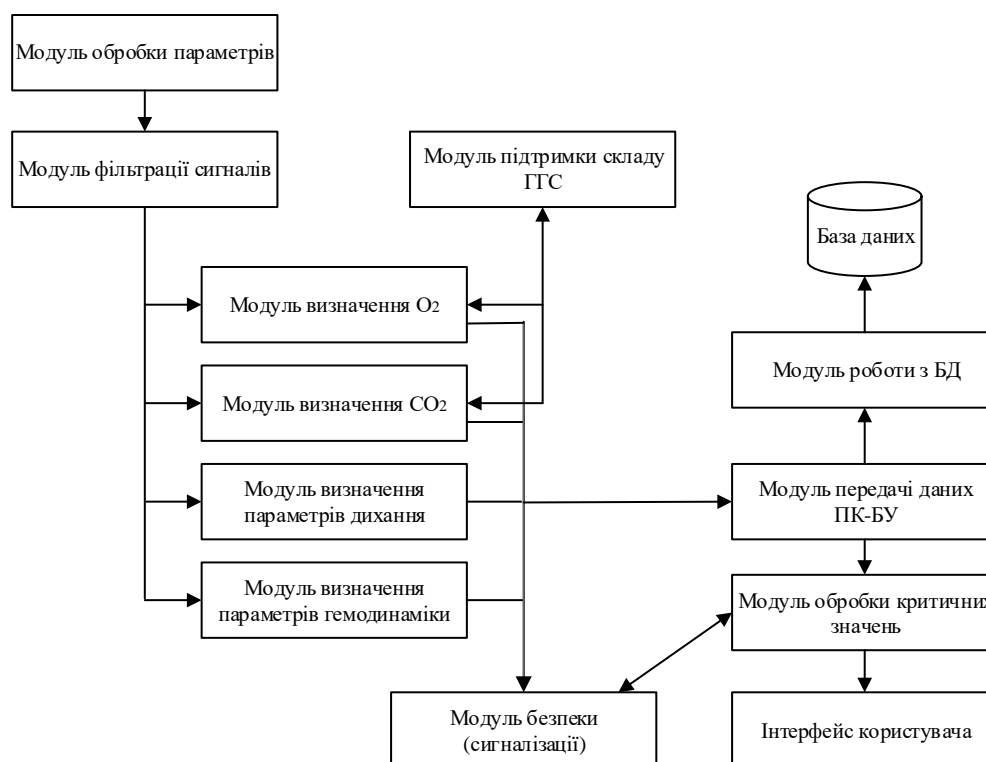 Модуль обробки параметрів
Модуль фільтрації сигналів
Модуль підтримки складу
ГГС
База даних
Модуль визначення O2
Модуль роботи з БД
Модуль визначення CO2
Модуль визначення
параметрів дихання
Модуль передачі даних
ПК-БУ
Модуль визначення
параметрів гемодинаміки
Модуль обробки критичних
значень
Модуль безпеки
(сигналізації)
Інтерфейс користувача